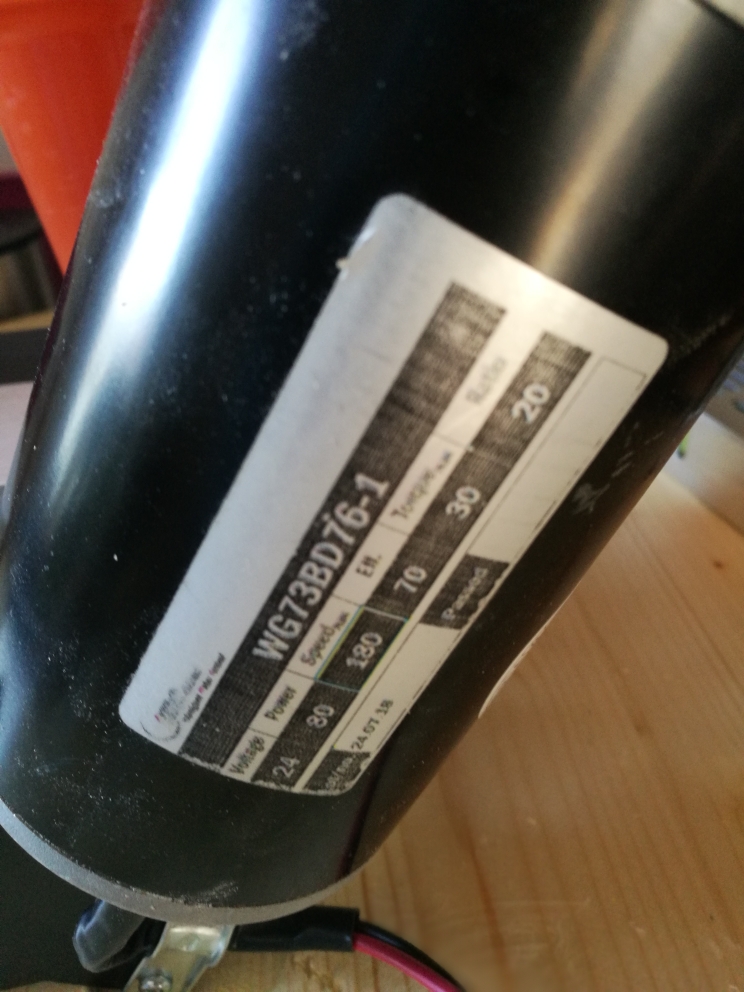 WG73BD76-1
Voltage Power Speed Eff. Torque Ratio
24 80 180 70 30 20
24 07 18 Passed